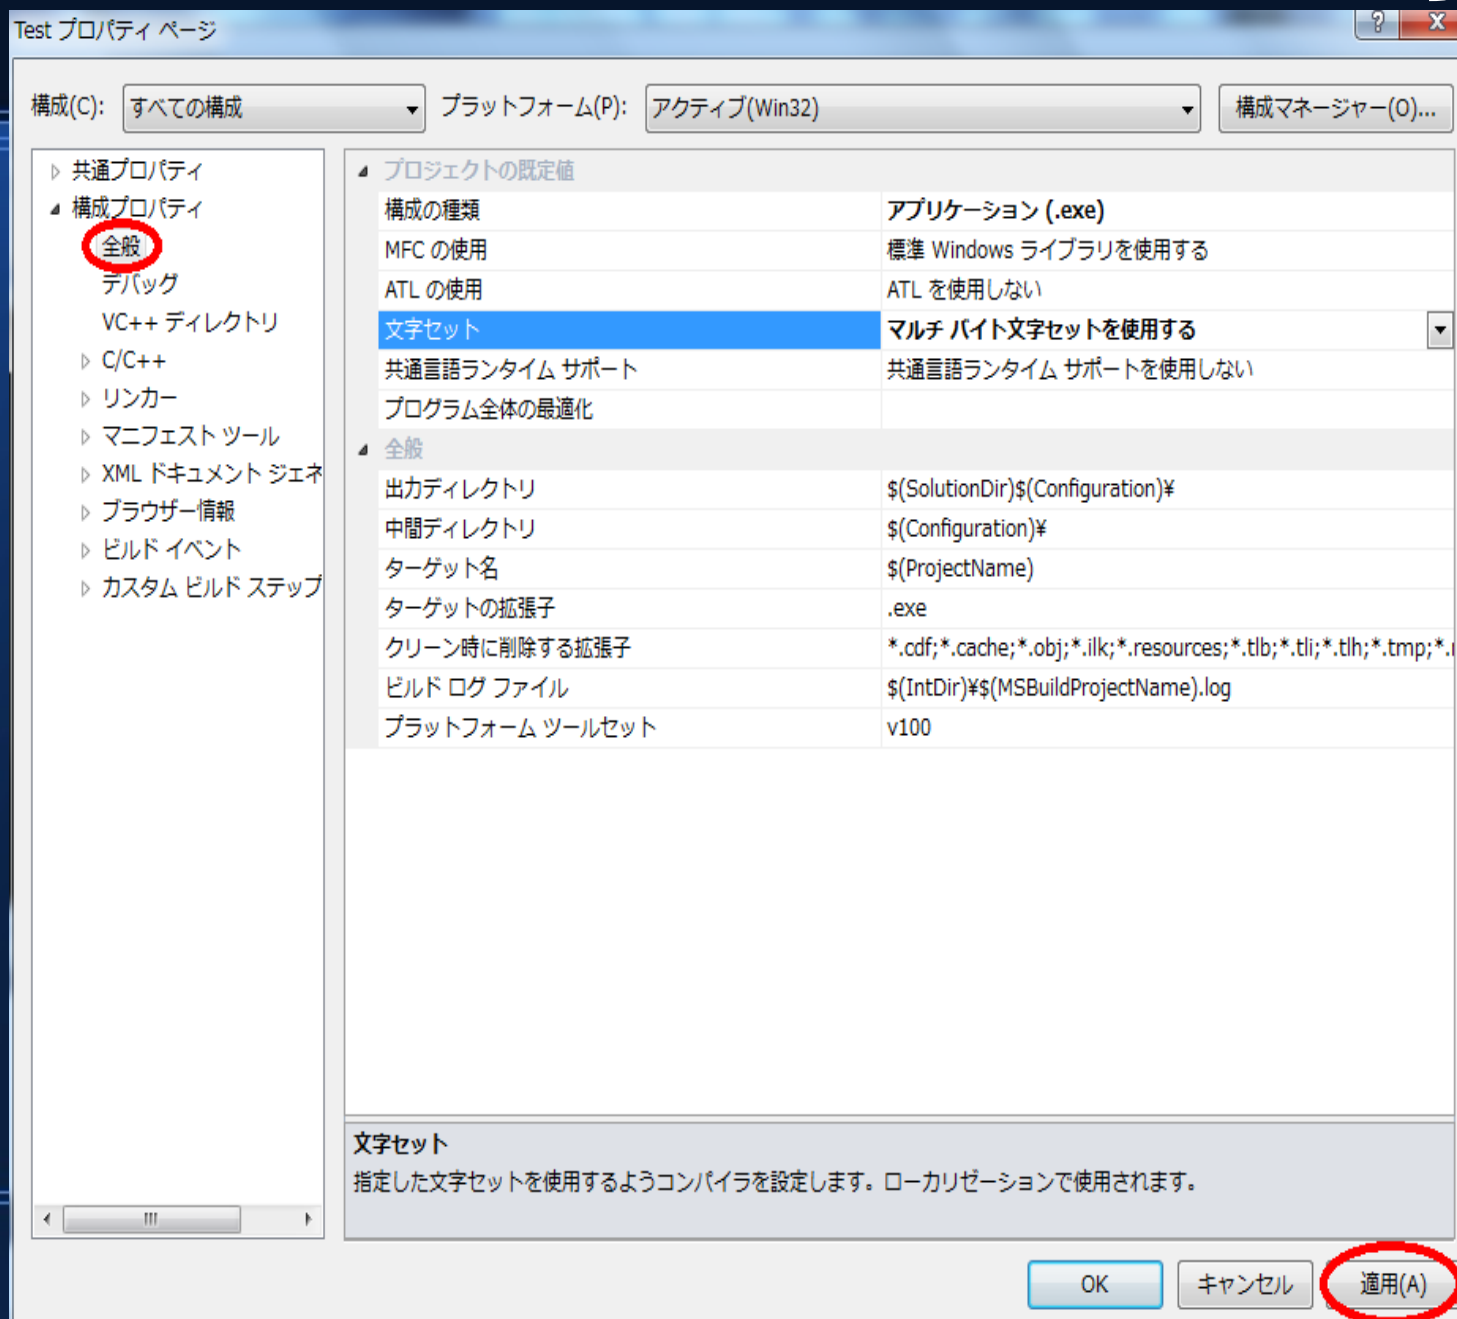 Test プロパティ ページ
構成(C): すべての構成 プラットフォーム(P): アクティブ(Win32) 構成マネージャー(O)...
共通プロパティ
構成プロパティ
全般
デバッグ
VC++ ディレクトリ
C/C++
リンカー
マニフェスト ツール
XML ドキュメント ジェネ
ブラウザー情報
ビルド イベント
カスタム ビルド ステップ
プロジェクトの既定値
構成の種類 アプリケーション (.exe)
MFC の使用 標準 Windows ライブラリを使用する
ATL の使用 ATL を使用しない
文字セット マルチ バイト文字セットを使用する
共通言語ランタイム サポート 共通言語ランタイム サポートを使用しない
プログラム全体の最適化
全般
出力ディレクトリ $(SolutionDir)$(Configuration)¥
中間ディレクトリ $(Configuration)¥
ターゲット名 $(ProjectName)
ターゲットの拡張子 .exe
クリーン時に削除する拡張子 *.cdf;*.cache;*.obj;*.ilk;*.resources;*.tlb;*.tli;*.tlh;*.tmp;*.
ビルド ログ ファイル $(IntDir)¥$(MSBuildProjectName).log
プラットフォーム ツールセット v100
文字セット
指定した文字セットを使用するようコンパイラを設定します。ローカリゼーションで使用されます。
OK キャンセル 適用(A)